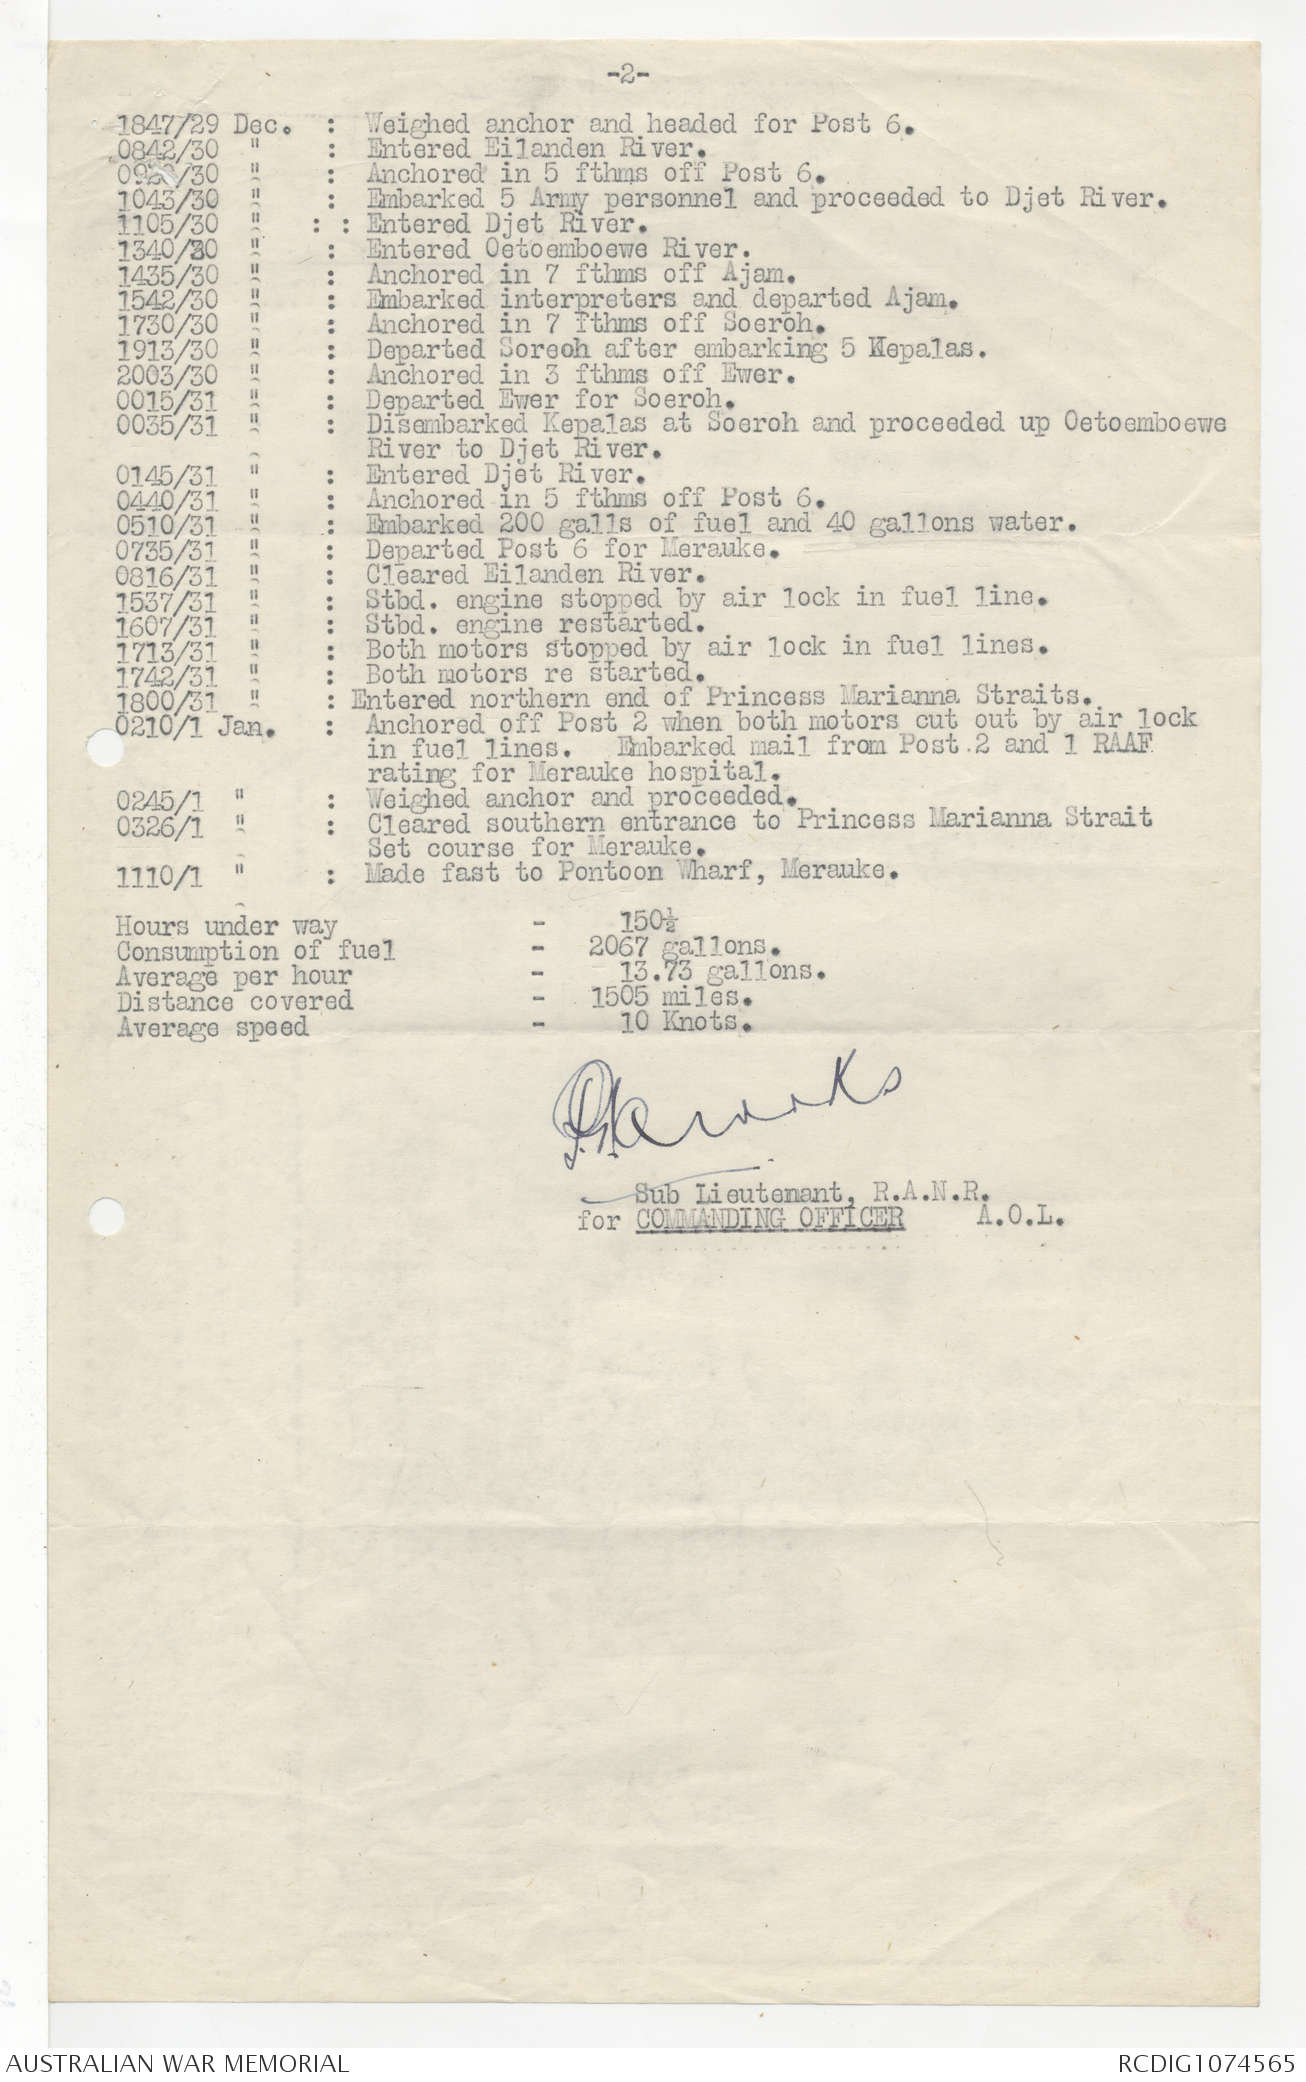 -2-
1847/29 Dec. : Weighed anchor and headed for Post 6.
0842/30 " : Entered Eilanden River.
0920/30 " : Anchored in 5 fthms off Post 6.
1043/30 " : Embarked 5 Army personnel and proceeded to Djet River.
1105/30 " : : Entered Djet River.
1340/30 " : Entered Oetoemboewe River.
1435/30 " : Anchored in 7 fthms off Ajam.
1542/30 " : Embarked interpreters and departed Ajam.
1730/30 " : Anchored in 7 fthms off Soeroh.
1913/30 " : Departed Soreoh after embarking 5 Kepalas.
2003/30 " : Anchored in 3 fthms off Ewer.
0015/31 " : Departed Ewer for Soeroh.
0035/31 " : Disembarked Kepalas at Soeroh and proceeded up Oetoemboewe
River to Djet River.
0145/31 " : Entered Djet River.
0440/31 " : Anchored in 5 fthms off Post 6.
0510/31 " : Embarked 200 galls of fuel and 40 gallons water.
0735/31 " : Departed Post 6 for Merauke.
0816/31 " : Cleared Eilanden River.
1537/31 " : Stbd. engine stopped by air lock in fuel line.
1607/31 " : Stbd. engine restarted.
1713/31 " : Both motors stopped by air lock in fuel lines.
1742/31 " : Both motors re started.
1800/31 " : Entered northern end of Princess Marianna Straits.
0210/1 Jan. : Anchored off Post 2 when both motors cut out by air lock
in fuel lines. Embarked mail from Post 2 and 1 RAAF
rating for Merauke hospital.
0245/1 " : Weighed anchor and proceeded.
0326/1 " : Cleared southern entrance to Princess Marianna Strait
Set course for Merauke.
1110/1 " : Made fast to Pontoon Wharf, Merauke.
Hours under way - 150½
Consumption of fuel - 2067 gallons.
Average per hour - 13.73 gallons.
Distance covered - 1505 miles.
Average speed - 10 Knots.
Crooks
Sub Lieutenant, R.A.N.R.
for COMMANDING OFFICER A.O.L.
AUSTRALIAN WAR MEMORIAL RCDIG1074565